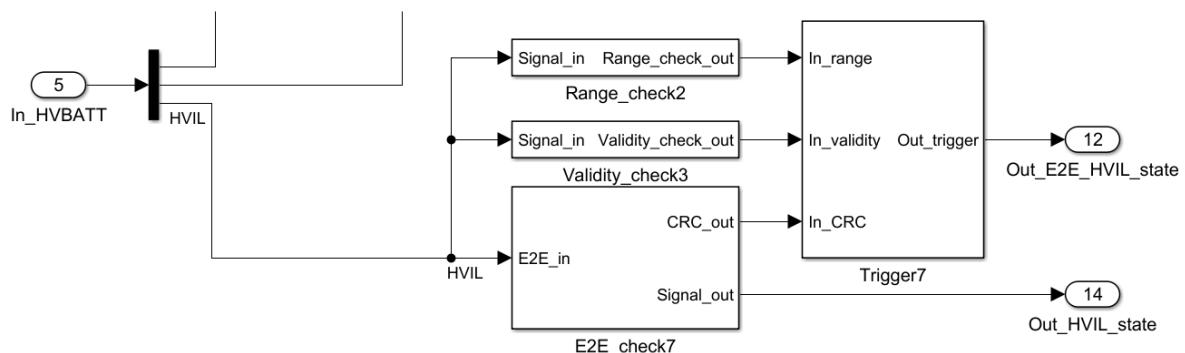 5
In_HVBATT
HVIL
Signal_in Range_check_out
Range_check2
Signal_in Validity_check_out
Validity_check3
HVIL
E2E_in
CRC_out
Signal_out
E2E_check7
In_range
In_validity Out_trigger
In_CRC
Trigger7
12
Out_E2E_HVIL_state
14
Out_HVIL_state